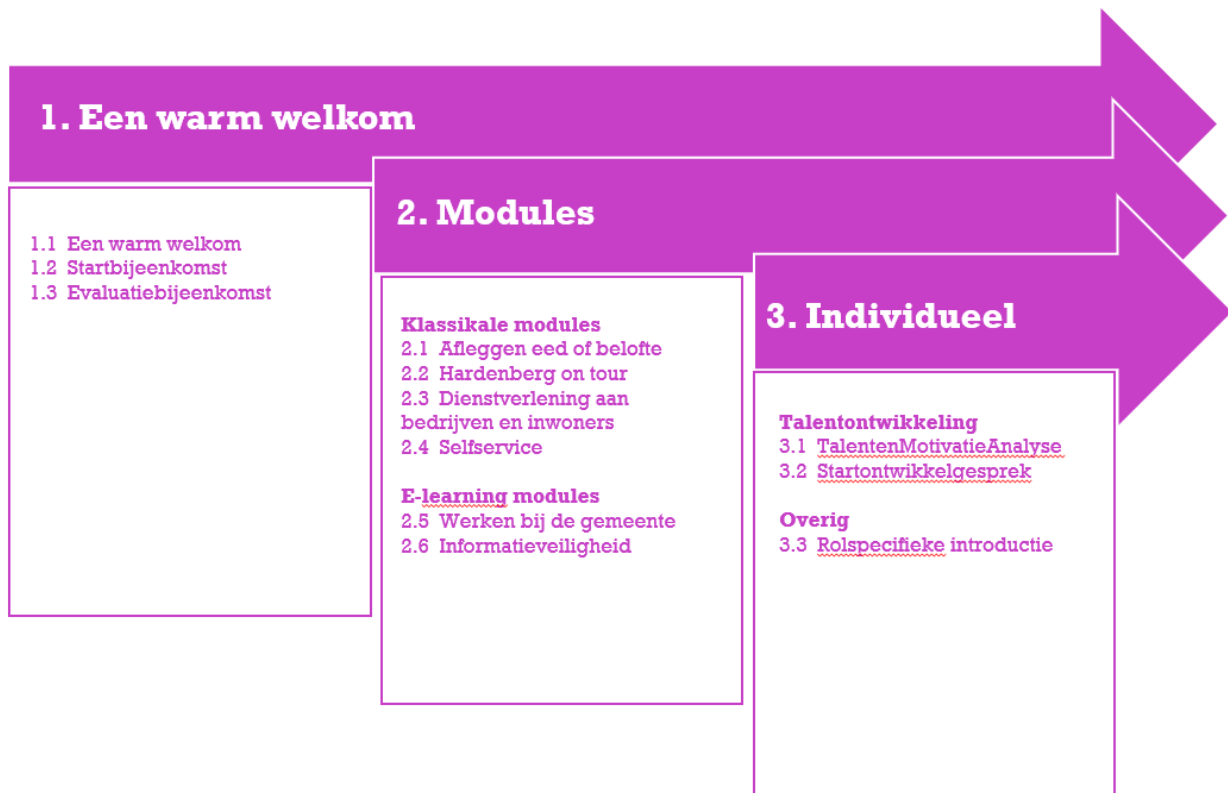 1. Een warm welkom
1.1 Een warm welkom
1.2 Startbijeenkomst
1.3 Evaluatiebijeenkomst
2. Modules
Klassikale modules
2.1 Afleggen eed of belofte
2.2 Hardenberg on tour
2.3 Dienstverlening aan
bedrijven en inwoners
2.4 Selfservice
E-learning modules
2.5 Werken bij de gemeente
2.6 Informatieveiligheid
3. Individueel
Talentontwikkeling
3.1 TalentenMotivatieAnalyse
3.2 Startontwikkelgesprek
Overig
3.3 Rolspecifieke introductie